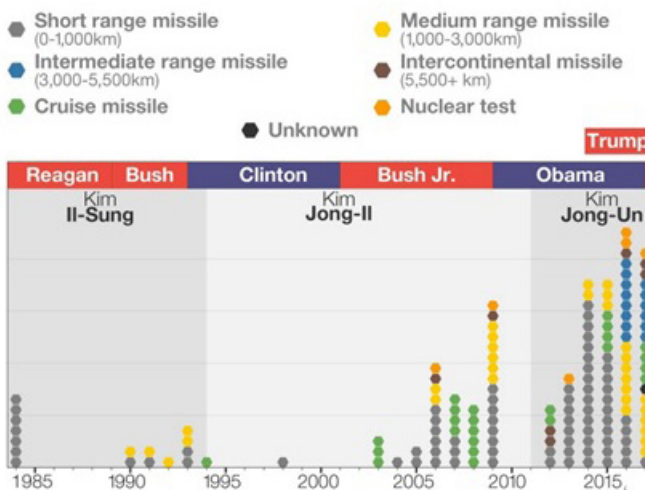 Short range missile
(0-1,000km)
Medium range missile
(1,000-3,000km)
Intermediate range missile
(3,000-5,500km)
Intercontinental missile
(5,500+ km)
Cruise missile
Nuclear test
Unknown
Trump
Reagan Bush Clinton Bush Jr. Obama
Kim Kim Kim
Il-Sung Jong-Il Jong-Un
1985 1990 1995 2000 2005 2010 2015